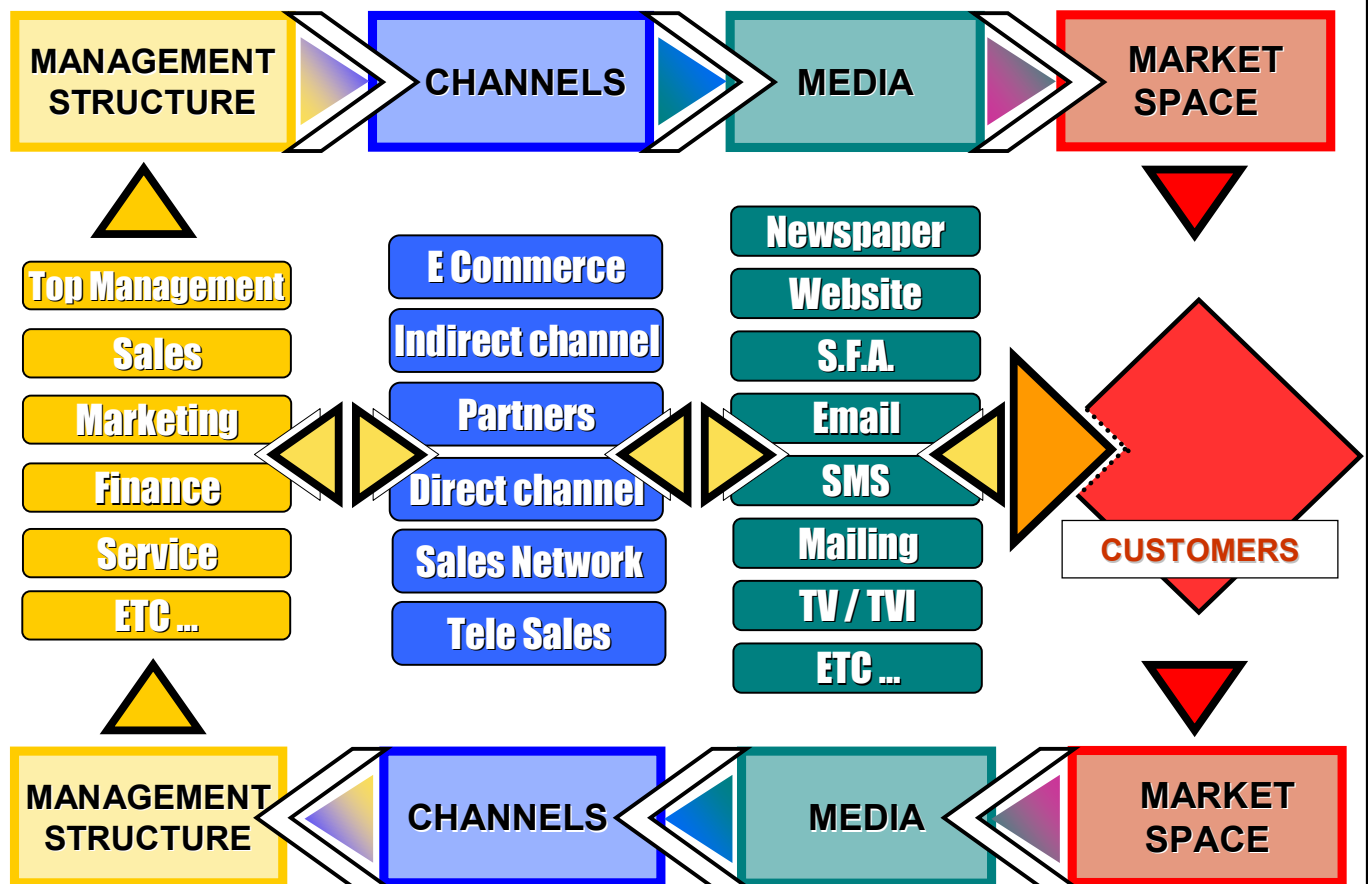 MANAGEMENT
STRUCTURE
CHANNELS
MEDIA
MARKET
SPACE
Top Management
Sales
Marketing
Finance
Service
ETC ...
E Commerce
Indirect channel
Partners
Direct channel
Sales Network
Tele Sales
Newspaper
Website
S.F.A.
Email
SMS
Mailing
TV / TVI
ETC ...
CUSTOMERS
MANAGEMENT
STRUCTURE
CHANNELS
MEDIA
MARKET
SPACE